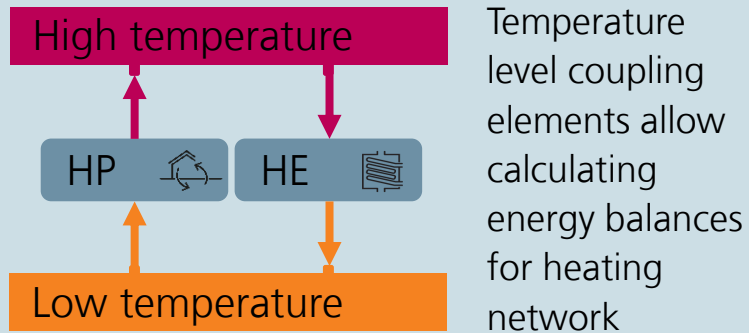 High temperature
HP
HE
Low temperature
Temperature
level coupling
elements allow
calculating
energy balances
for heating
network